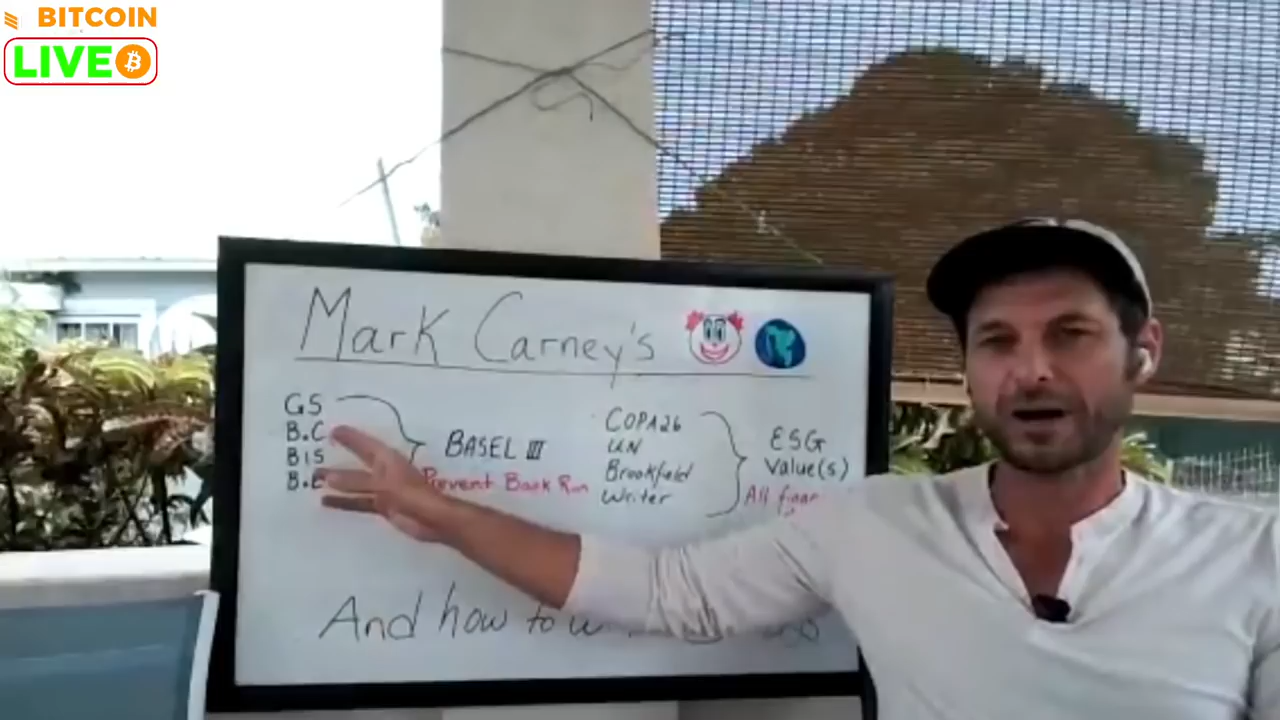 BITCOIN
LIVE
Mark Carney's
GS
B.C
BIS
B.E
BASEL III
Prevent Bank Run
COPA26
UN
Brookfield
Writer
ESG
Value(s)
All
And how to